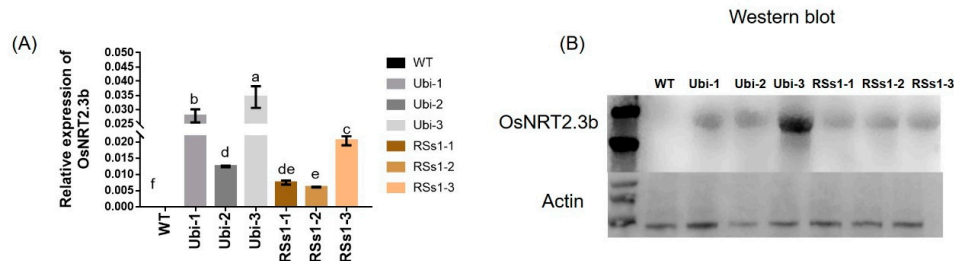 Western blot
(A)
(B)
Relative expression of
OsNRT2.3b
0.050
0.045
0.040
0.035
0.030
0.025
0.020
0.015
0.010
0.005
0.000
f
b
d
a
de
e
c
WT
Ubi-1
Ubi-2
Ubi-3
RSs1-1
RSs1-2
RSs1-3
WT
Ubi-1
Ubi-2
Ubi-3
RSs1-1
RSs1-2
RSs1-3
WT Ubi-1 Ubi-2 Ubi-3 RSs1-1 RSs1-2 RSs1-3
OsNRT2.3b
Actin